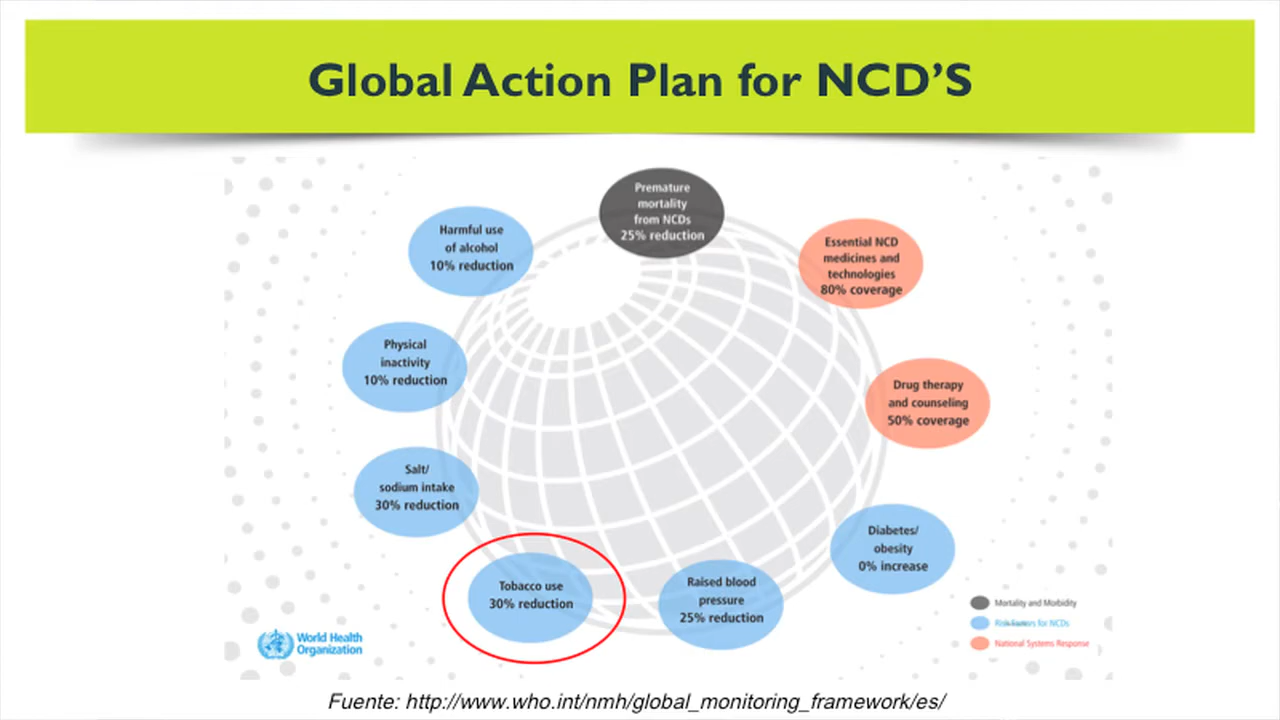 Global Action Plan for NCD'S
Premature
mortality
from NCDs
25% reduction
Harmful use
of alcohol
10% reduction
Essential NCD
medicines and
technologies
80% coverage
Physical
inactivity
10% reduction
Drug therapy
and counseling
50% coverage
Salt/
sodium intake
30% reduction
Diabetes/
obesity
0% increase
Tobacco use
30% reduction
Raised blood
pressure
25% reduction
Mortality and Morbidity
Risk Factors for NCDs
National Systems Response
World Health
Organization
Fuente: http://www.who.int/nmh/global_monitoring_framework/es/